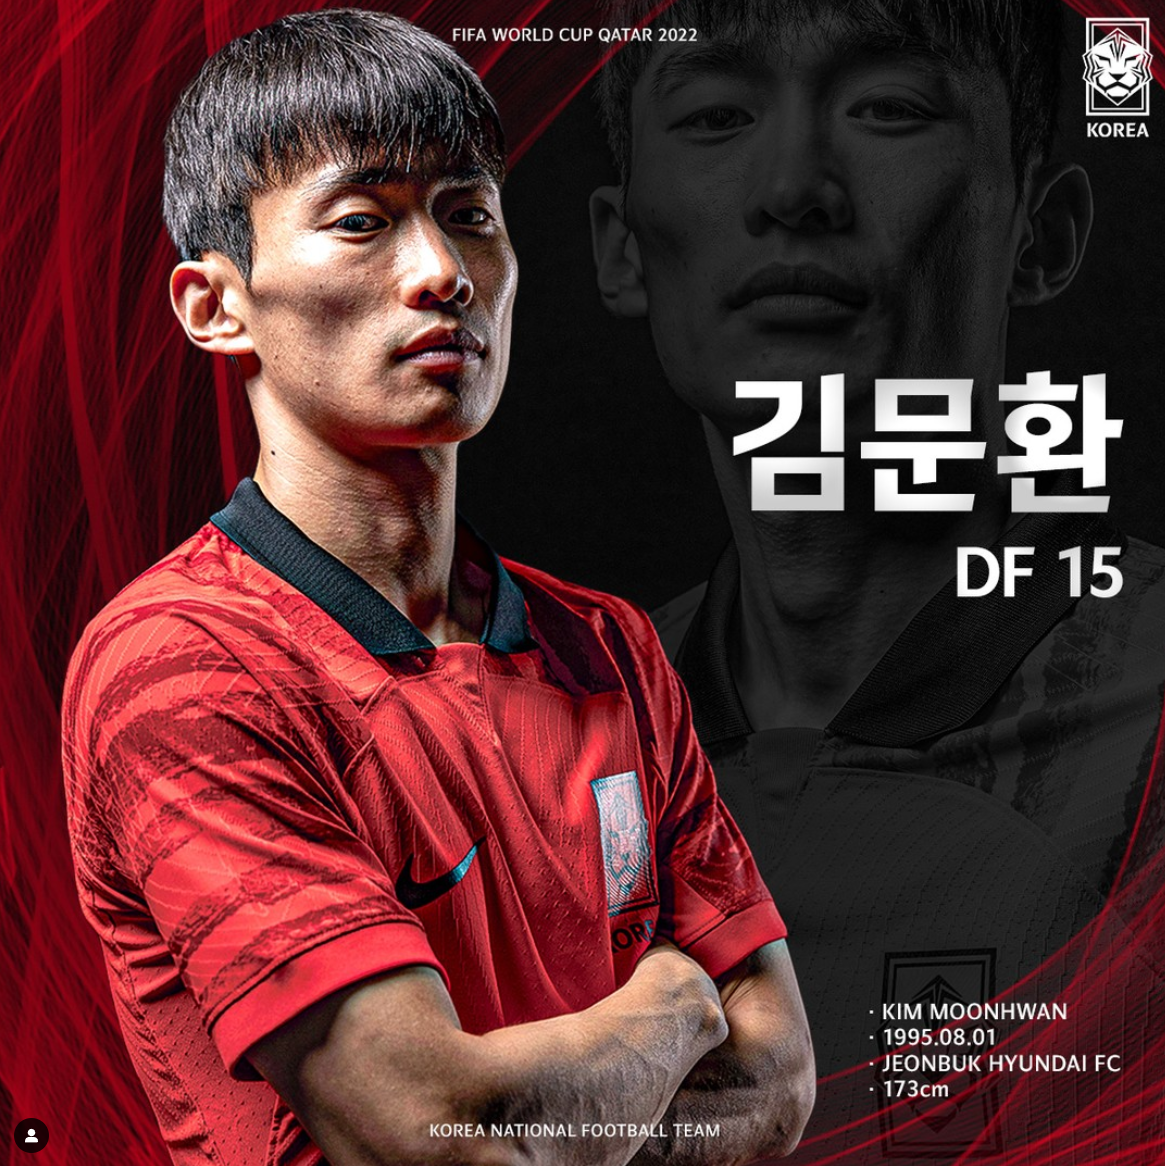 FIFA WORLD CUP QATAR 2022
KOREA
김문환
DF 15
· KIM MOONHWAN
· 1995.08.01
· JEONBUK HYUNDAI FC
· 173cm
KOREA NATIONAL FOOTBALL TEAM